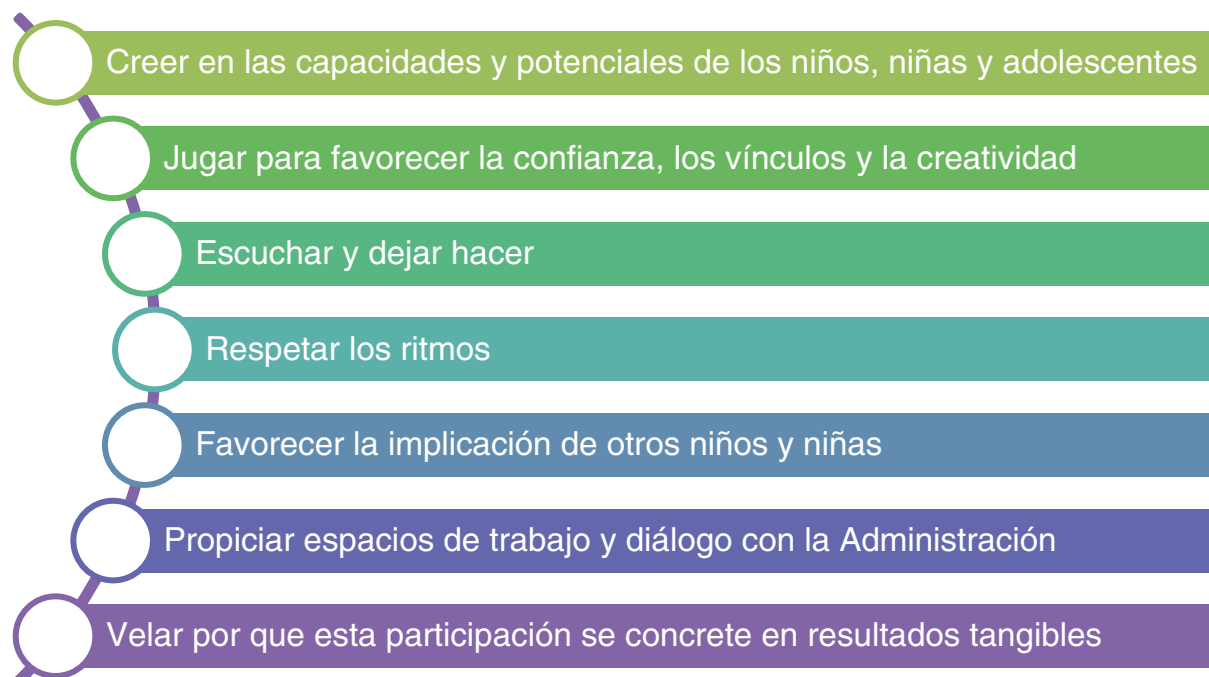 Creer en las capacidades y potenciales de los niños, niñas y adolescentes
Jugar para favorecer la confianza, los vínculos y la creatividad
Escuchar y dejar hacer
Respetar los ritmos
Favorecer la implicación de otros niños y niñas
Propiciar espacios de trabajo y diálogo con la Administración
Velar por que esta participación se concrete en resultados tangibles